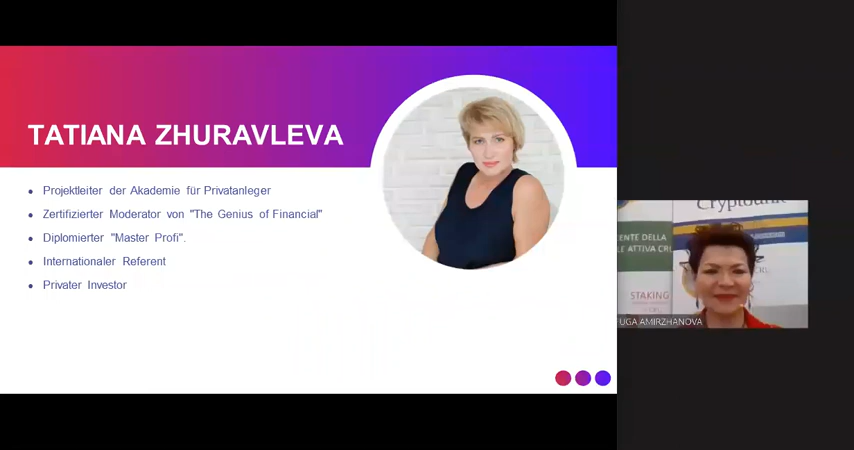 TATIANA ZHURAVLEVA
• Projektleiter der Akademie für Privatanleger
• Zertifizierter Moderator von "The Genius of Financial"
• Diplomierter "Master Profi".
• Internationaler Referent
• Privater Investor
Cryptobank
ENTE DELLA
LE ATTIVA CR
STAKING
UGA AMIRZHANOVA